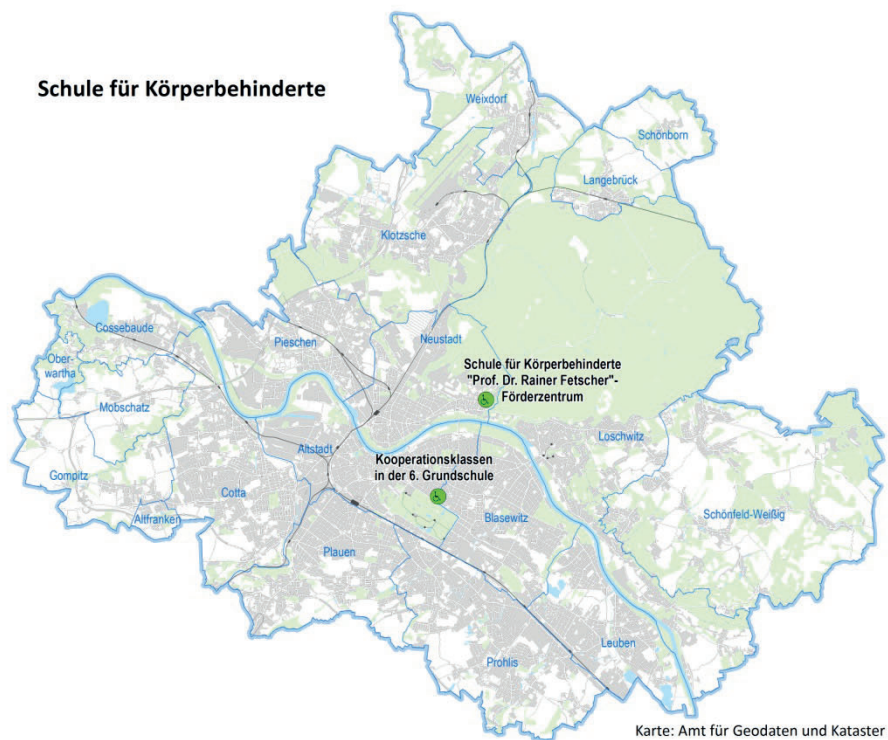 Schule für Körperbehinderte
Weixdorf
Schönborn
Langebrück
Klotzsche
Cossebaude
Pieschen
Neustadt
Ober-
wartha
Mobschatz
Schule für Körperbehinderte
"Prof. Dr. Rainer Fetscher"-
Förderzentrum
Loschwitz
Altstadt
Kooperationsklassen
in der 6. Grundschule
Gompitz
Cotta
Altfranken
Blasewitz
Schönfeld-Weißig
Plauen
Leuben
Prohlis
Karte: Amt für Geodaten und Kataster